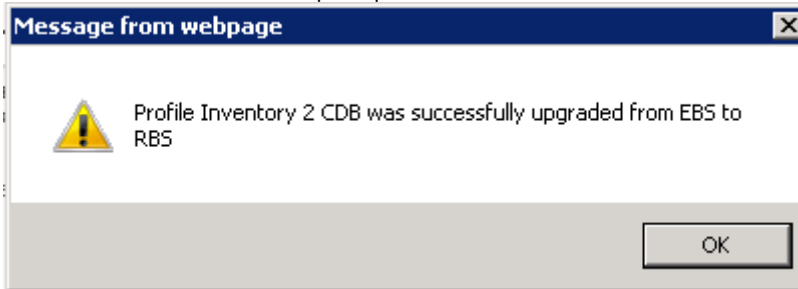 Message from webpage
Profile Inventory 2 CDB was successfully upgraded from EBS to
RBS
OK